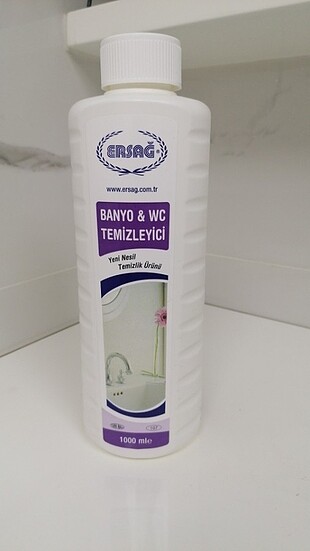 ERSAĞ®
www.ersag.com.tr
BANYO & WC
TEMİZLEYİCİ
Yeni Nesil
Temizlik Ürünü
1000 ml℮